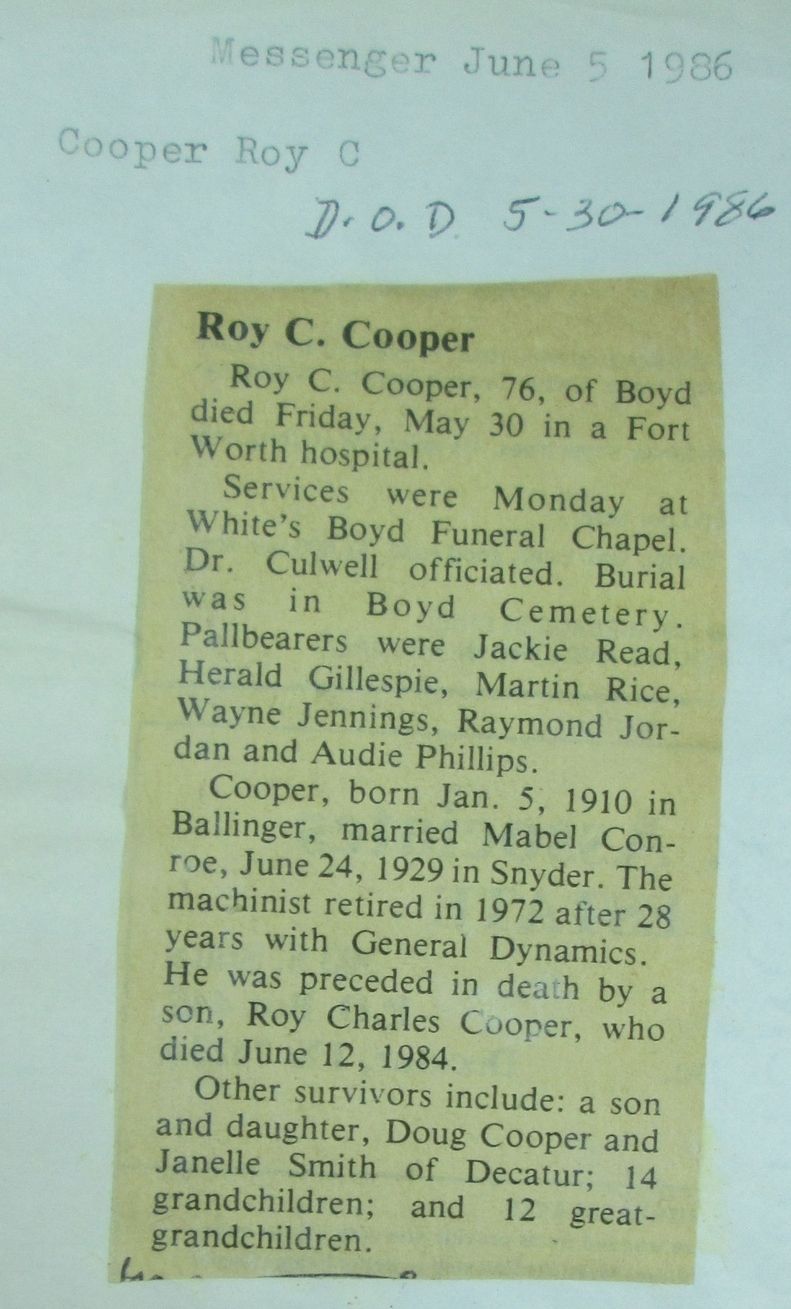 Messenger June 5 1986
Cooper Roy C
D.O.D. 5-30-1986
Roy C. Cooper
Roy C. Cooper, 76, of Boyd
died Friday, May 30 in a Fort
Worth hospital.
Services were Monday at
White's Boyd Funeral Chapel.
Dr. Culwell officiated. Burial
was in Boyd Cemetery.
Pallbearers were Jackie Read,
Herald Gillespie, Martin Rice,
Wayne Jennings, Raymond Jor-
dan and Audie Phillips.
Cooper, born Jan. 5, 1910 in
Ballinger, married Mabel Con-
roe, June 24, 1929 in Snyder. The
machinist retired in 1972 after 28
years with General Dynamics.
He was preceded in death by a
son, Roy Charles Cooper, who
died June 12, 1984.
Other survivors include: a son
and daughter, Doug Cooper and
Janelle Smith of Decatur; 14
grandchildren; and 12 great-
grandchildren.